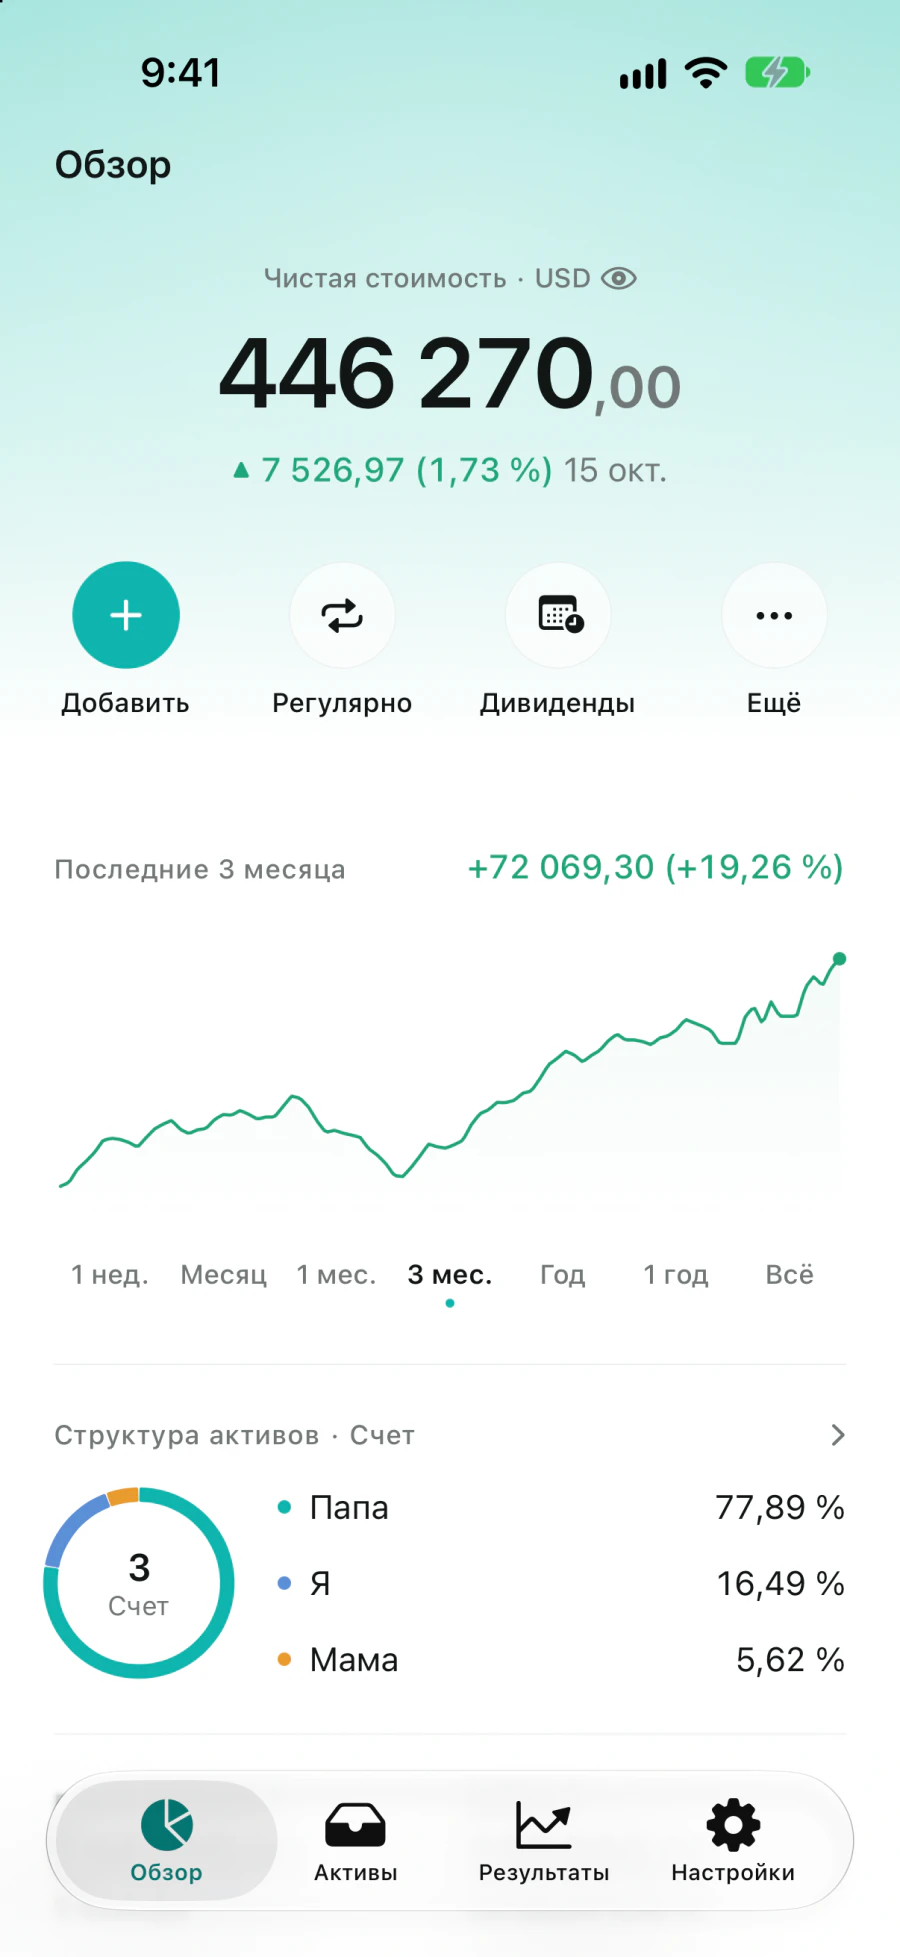 9:41
Обзор
Чистая стоимость · USD
446 270,00
▲ 7 526,97 (1,73 %) 15 окт.
Добавить Регулярно Дивиденды Ещё
Последние 3 месяца +72 069,30 (+19,26 %)
1 нед. Месяц 1 мес. 3 мес. Год 1 год Всё
Структура активов · Счет
3
Счет
Папа 77,89 %
Я 16,49 %
Мама 5,62 %
Обзор Активы Результаты Настройки